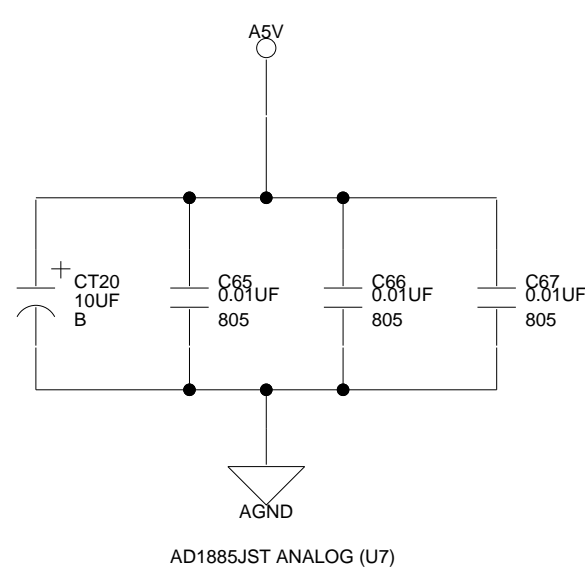 A5V
+
CT20
10UF
B
C65
0.01UF
805
C66
0.01UF
805
C67
0.01UF
805
AGND
AD1885JST ANALOG (U7)